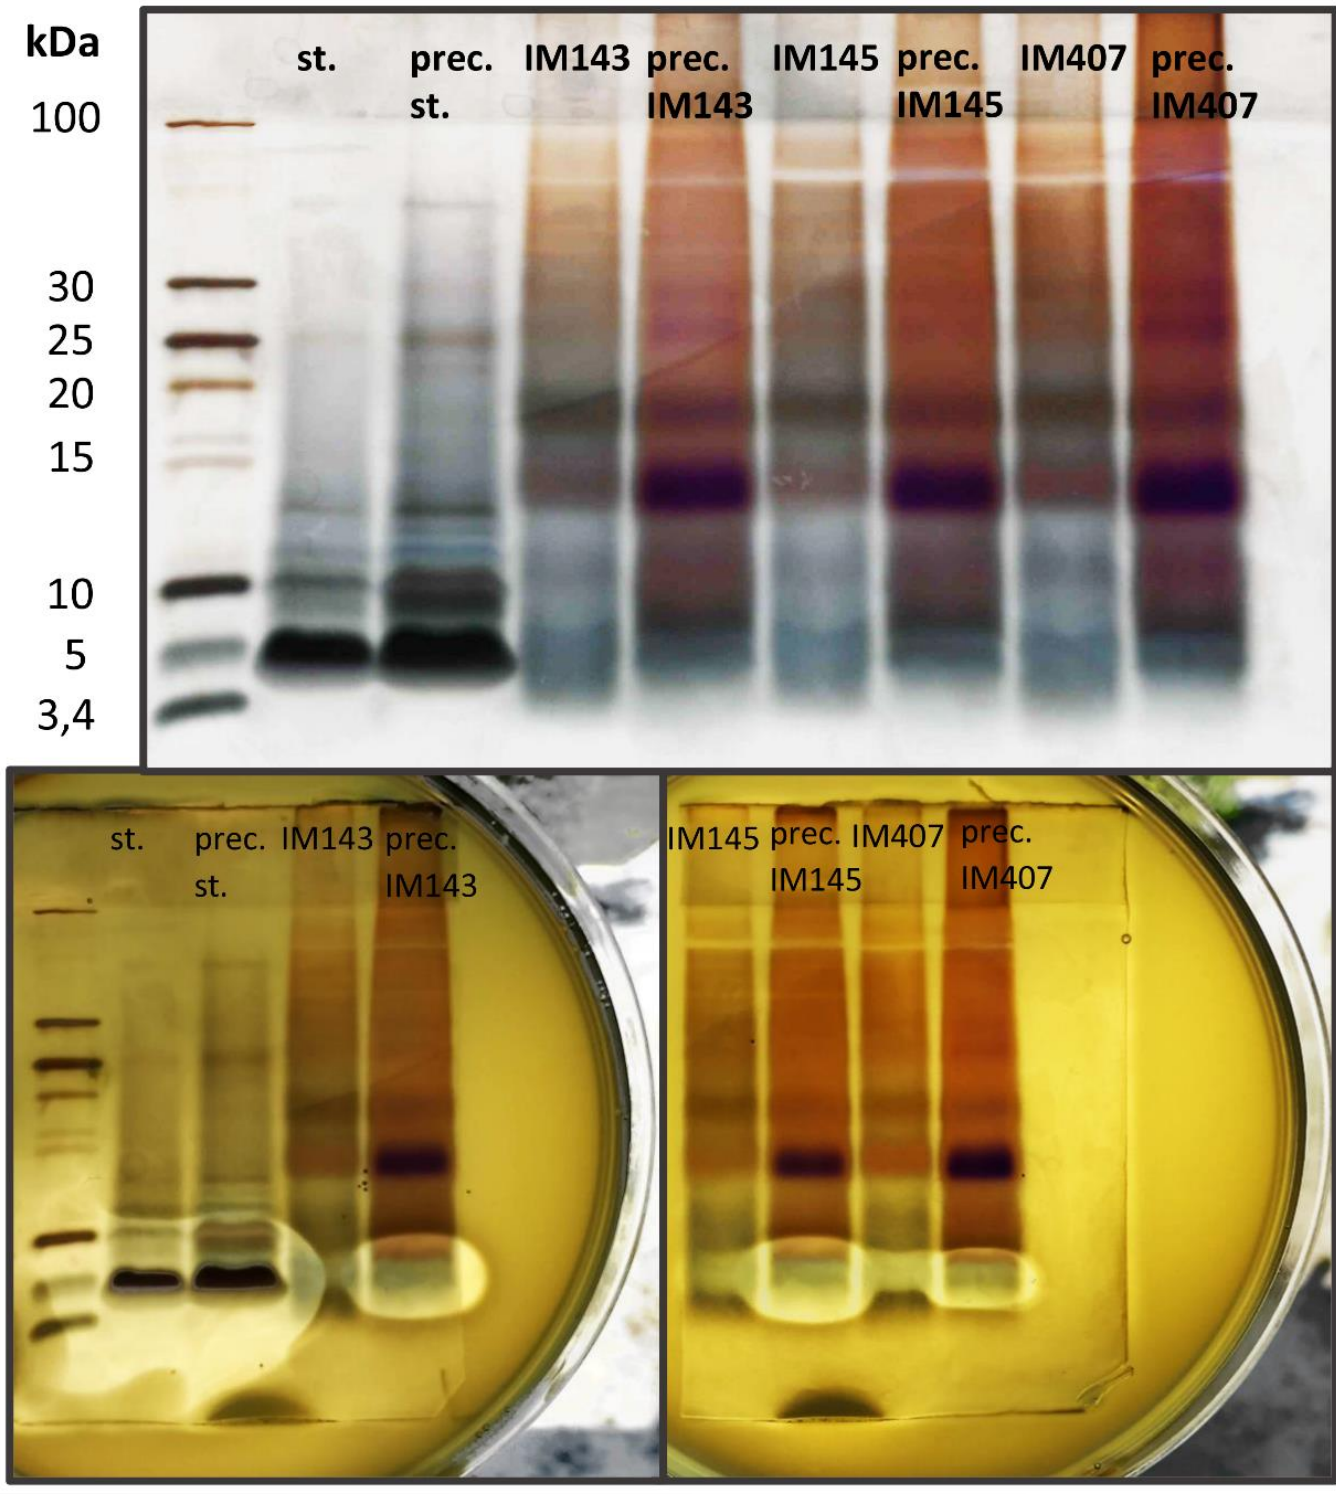 kDa
st. prec. IM143 prec. IM145 prec. IM407 prec.
st. IM143 IM145 IM407
100
30
25
20
15
10
5
3,4
st. prec. IM143 prec.
st. IM143
IM145 prec. IM407 prec.
IM145 IM407